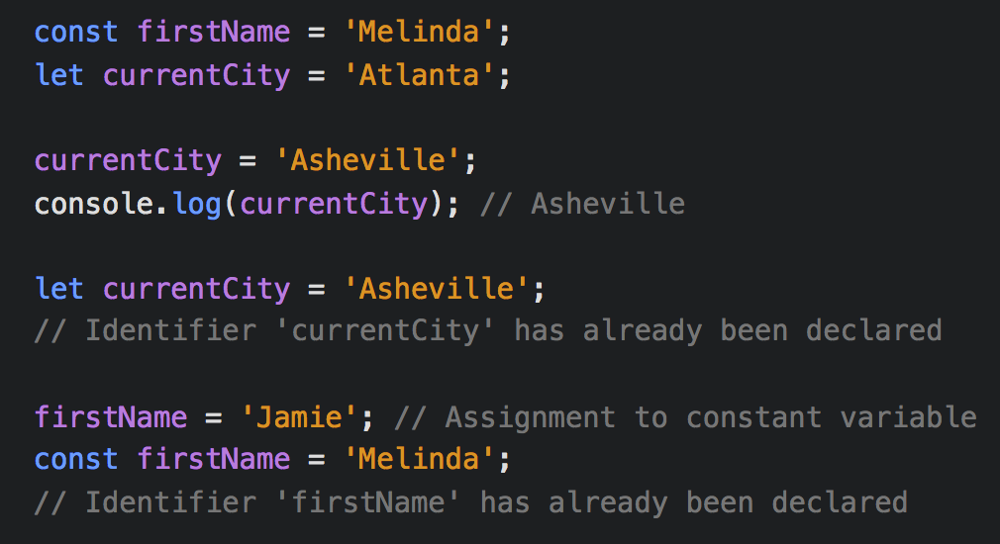 const firstName = 'Melinda';
let currentCity = 'Atlanta';
currentCity = 'Asheville';
console.log(currentCity); // Asheville
let currentCity = 'Asheville';
// Identifier 'currentCity' has already been declared
firstName = 'Jamie'; // Assignment to constant variable
const firstName = 'Melinda';
// Identifier 'firstName' has already been declared